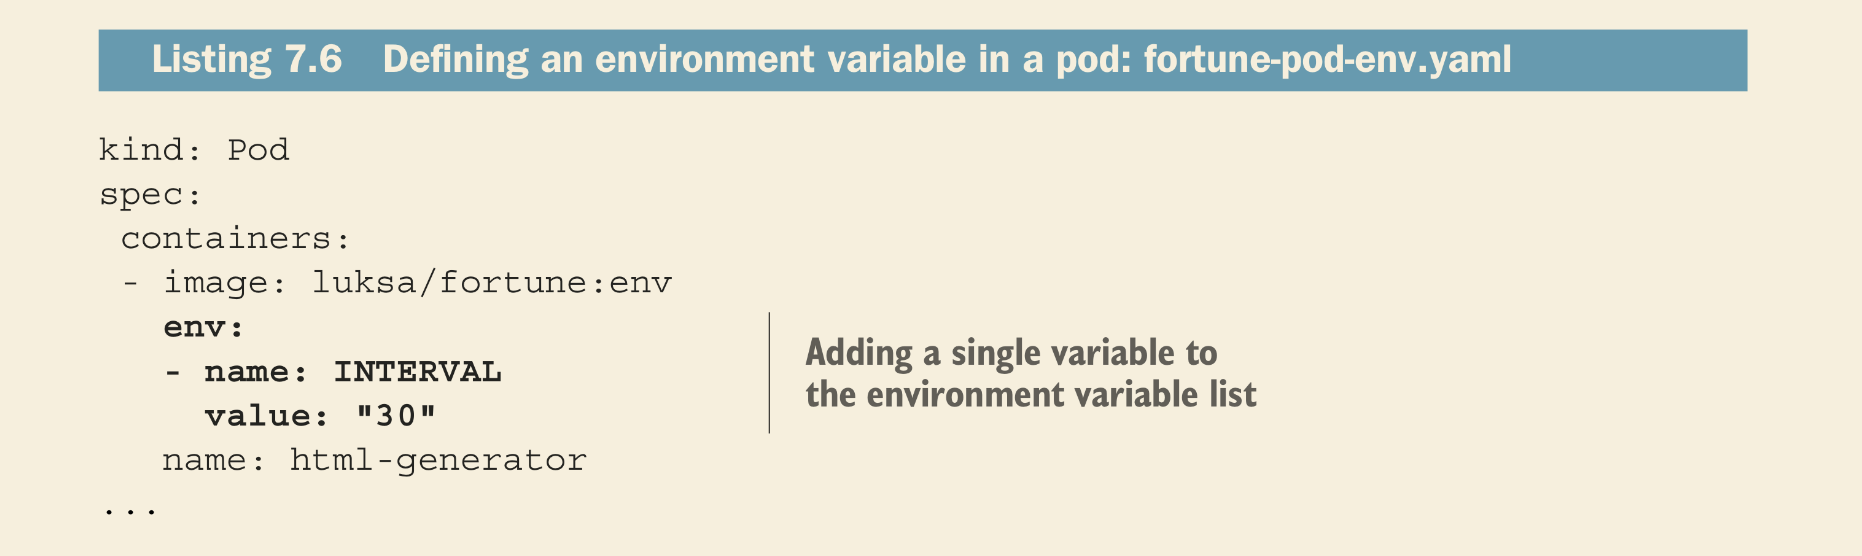 Listing 7.6 Defining an environment variable in a pod: fortune-pod-env.yaml
kind: Pod
spec:
 containers:
 - image: luksa/fortune:env
   env:
   - name: INTERVAL
     value: "30"
   name: html-generator
...
Adding a single variable to
the environment variable list